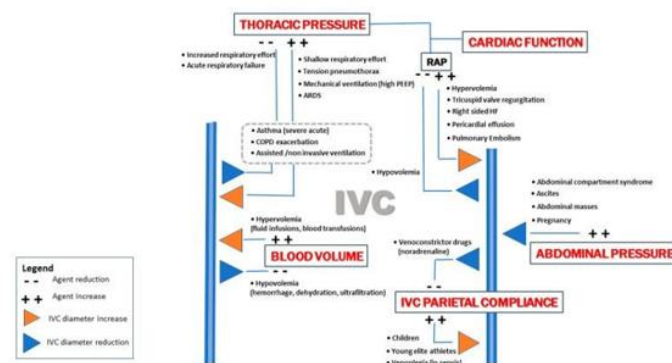 THORACIC PRESSURE
CARDIAC FUNCTION
- - ++
• Increased respiratory effort
• Acute respiratory failure
• Shallow respiratory effort
• Tension pneumothorax
• Mechanical ventilation (high PEEP)
• ARDS
RAP
- - ++
• Hypervolemia
• Tricuspid valve regurgitation
• Right sided HF
• Pericardial effusion
• Pulmonary Embolism
• Asthma (severe acute)
• COPD exacerbation
• Assisted /non invasive ventilation
• Hypovolemia
IVC
• Abdominal compartment syndrome
• Ascites
• Abdominal masses
• Pregnancy
++
ABDOMINAL PRESSURE
• Hypervolemia
(fluid infusions, blood transfusions)
++
BLOOD VOLUME
- -
• Hypovolemia
(hemorrhage, dehydration, ultrafiltration)
• Venoconstrictor drugs
(noradrenaline)
- -
IVC PARIETAL COMPLIANCE
++
• Children
• Young elite athletes
Legend
- - Agent reduction
++ Agent Increase
IVC diameter Increase
IVC diameter reduction